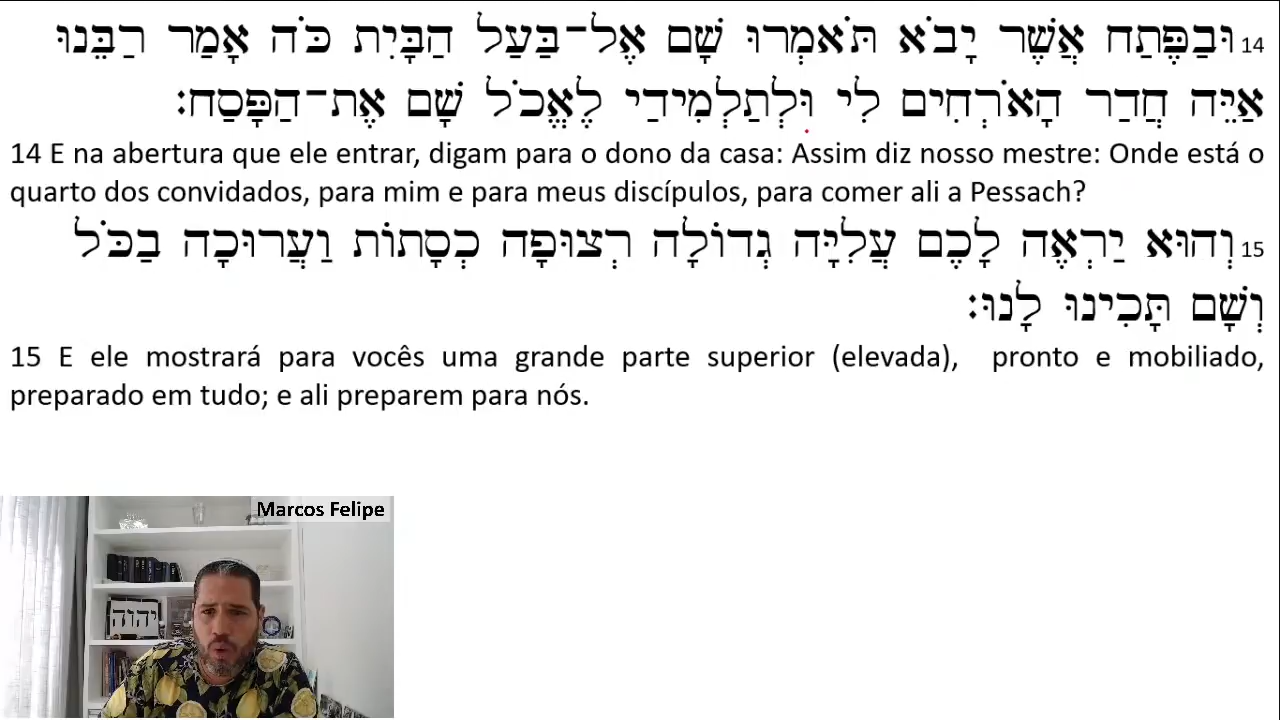 14 וּבַפֶּתַח אֲשֶׁר יָבֹא תֹּאמְרוּ שָׁם אֶל־בַּעַל הַבָּיִת כֹּה אָמַר רַבֵּנוּ
אַיֵּה חֲדַר הָאֹרְחִים לִי וּלְתַלְמִידַי לֶאֱכֹל שָׁם אֶת־הַפָּסַח׃
14 E na abertura que ele entrar, digam para o dono da casa: Assim diz nosso mestre: Onde está o
quarto dos convidados, para mim e para meus discípulos, para comer ali a Pessach?
15 וְהוּא יַרְאֶה לָכֶם עֲלִיָּה גְדוֹלָה רְצוּפָה כְסָתוֹת וַעֲרוּכָה בַכֹּל
וְשָׁם תָּכִינוּ לָנוּ׃
15 E ele mostrará para vocês uma grande parte superior (elevada), pronto e mobiliado,
preparado em tudo; e ali preparem para nós.
Marcos Felipe
יהוה